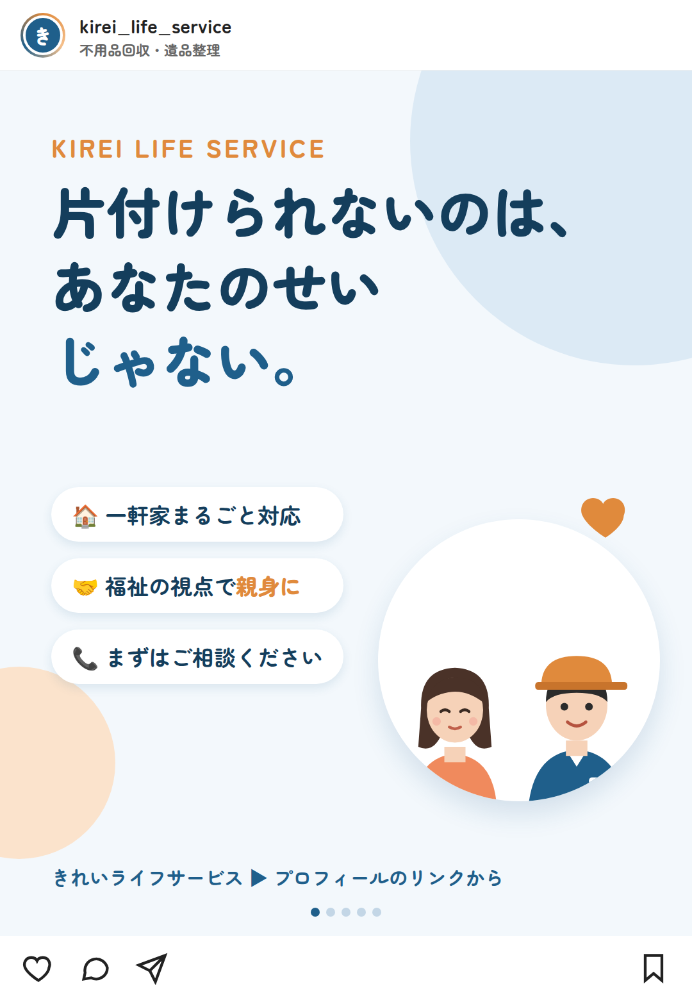 き
kirei_life_service
不用品回収・遺品整理
KIREI LIFE SERVICE
片付けられないのは、
あなたのせい
じゃない。
🏠 一軒家まるごと対応
🤝 福祉の視点で親身に
📞 まずはご相談ください
きれいライフサービス ▶ プロフィールのリンクから